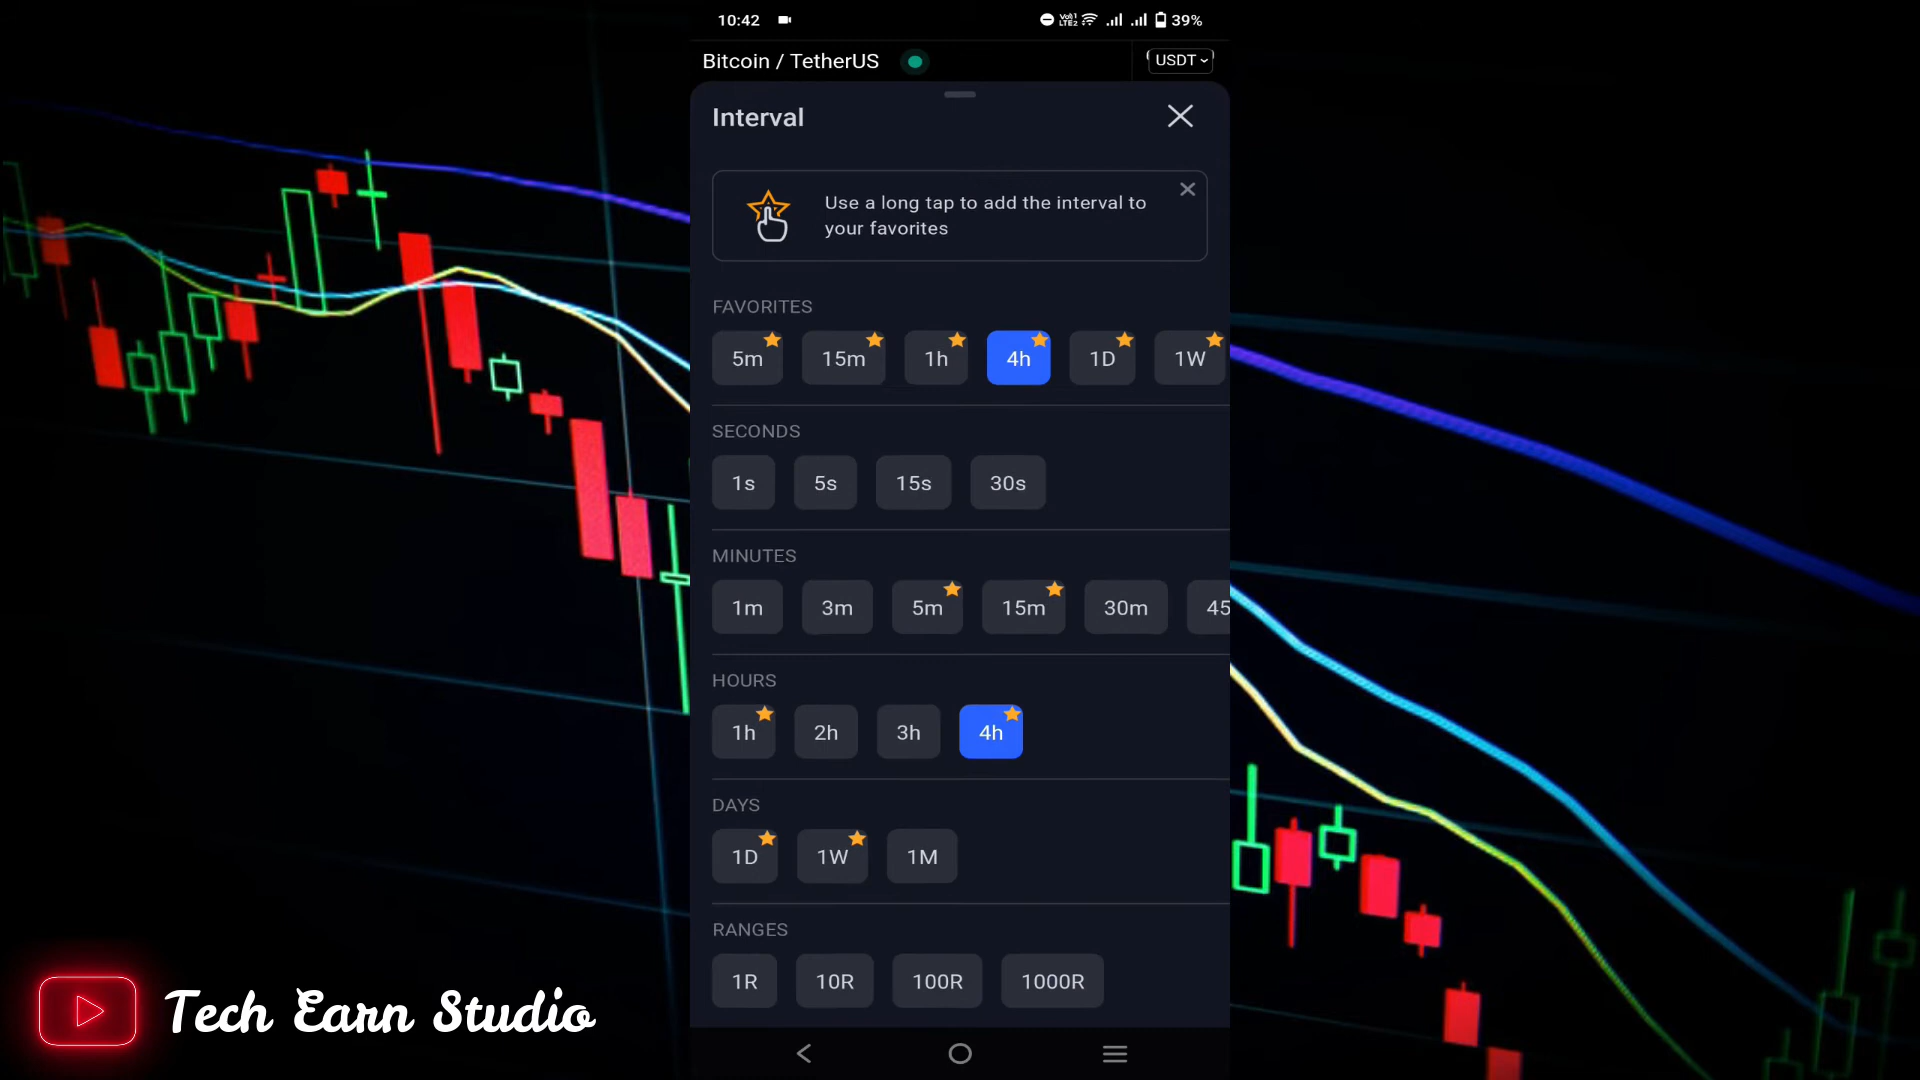 10:42
39%
Bitcoin / TetherUS
USDT
Interval
Use a long tap to add the interval to
your favorites
FAVORITES
5m 15m 1h 4h 1D 1W
SECONDS
1s 5s 15s 30s
MINUTES
1m 3m 5m 15m 30m 45
HOURS
1h 2h 3h 4h
DAYS
1D 1W 1M
RANGES
1R 10R 100R 1000R
Tech Earn Studio